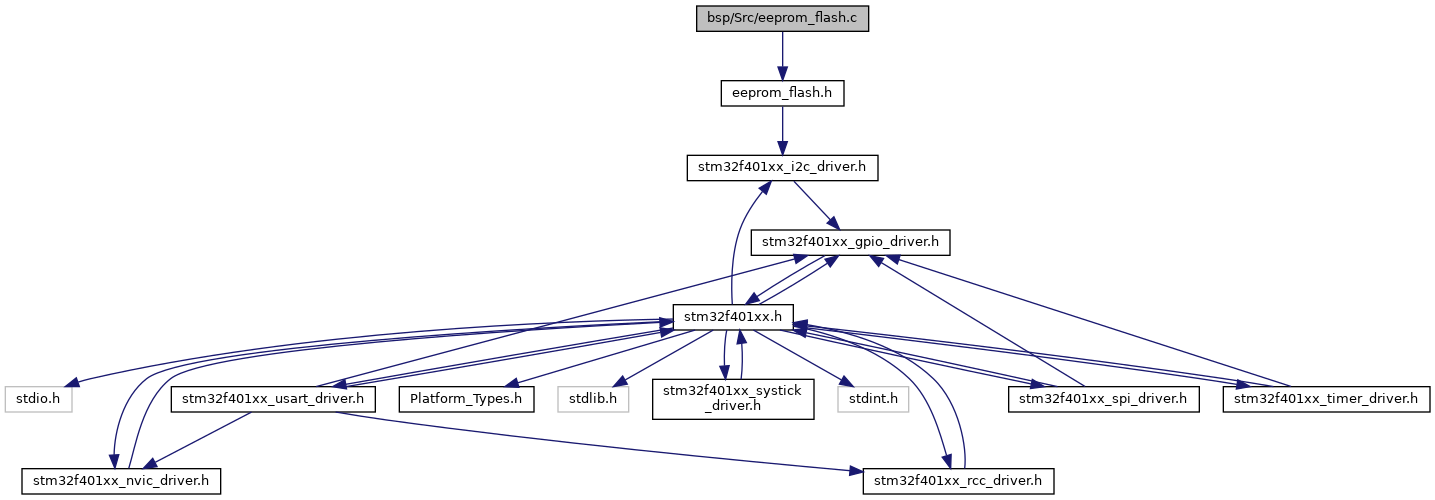 bsp/Src/eeprom_flash.c
eeprom_flash.h
stm32f401xx_i2c_driver.h
stm32f401xx_gpio_driver.h
stm32f401xx.h
stdio.h
stm32f401xx_usart_driver.h
Platform_Types.h
stdlib.h
stm32f401xx_systick
_driver.h
stdint.h
stm32f401xx_spi_driver.h
stm32f401xx_timer_driver.h
stm32f401xx_nvic_driver.h
stm32f401xx_rcc_driver.h